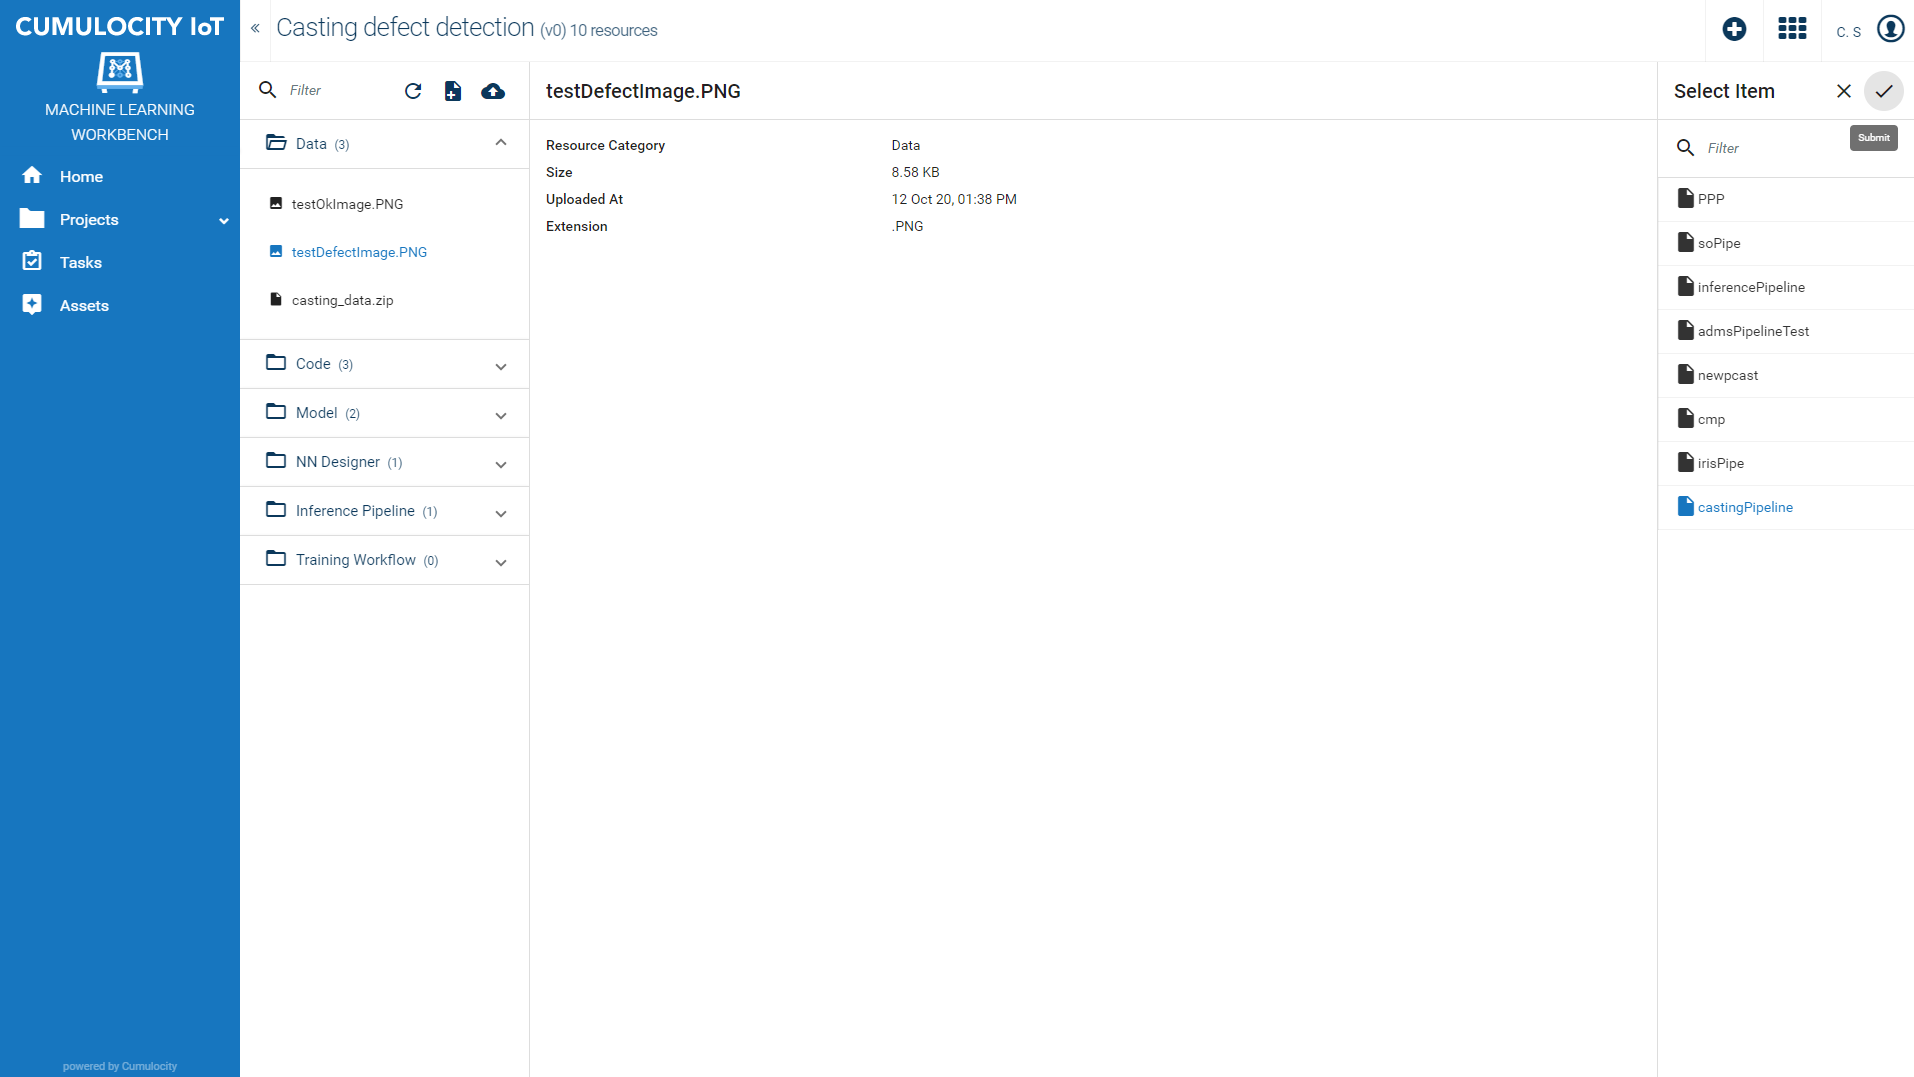 CUMULOCITY IoT
MACHINE LEARNING
WORKBENCH
Home
Projects
Tasks
Assets
powered by Cumulocity
Casting defect detection (v0) 10 resources
C. S
Filter
Data (3)
testOkImage.PNG
testDefectImage.PNG
casting_data.zip
Code (3)
Model (2)
NN Designer (1)
Inference Pipeline (1)
Training Workflow (0)
testDefectImage.PNG
Resource Category Data
Size 8.58 KB
Uploaded At 12 Oct 20, 01:38 PM
Extension .PNG
Select Item
Submit
Filter
PPP
soPipe
inferencePipeline
admsPipelineTest
newpcast
cmp
irisPipe
castingPipeline